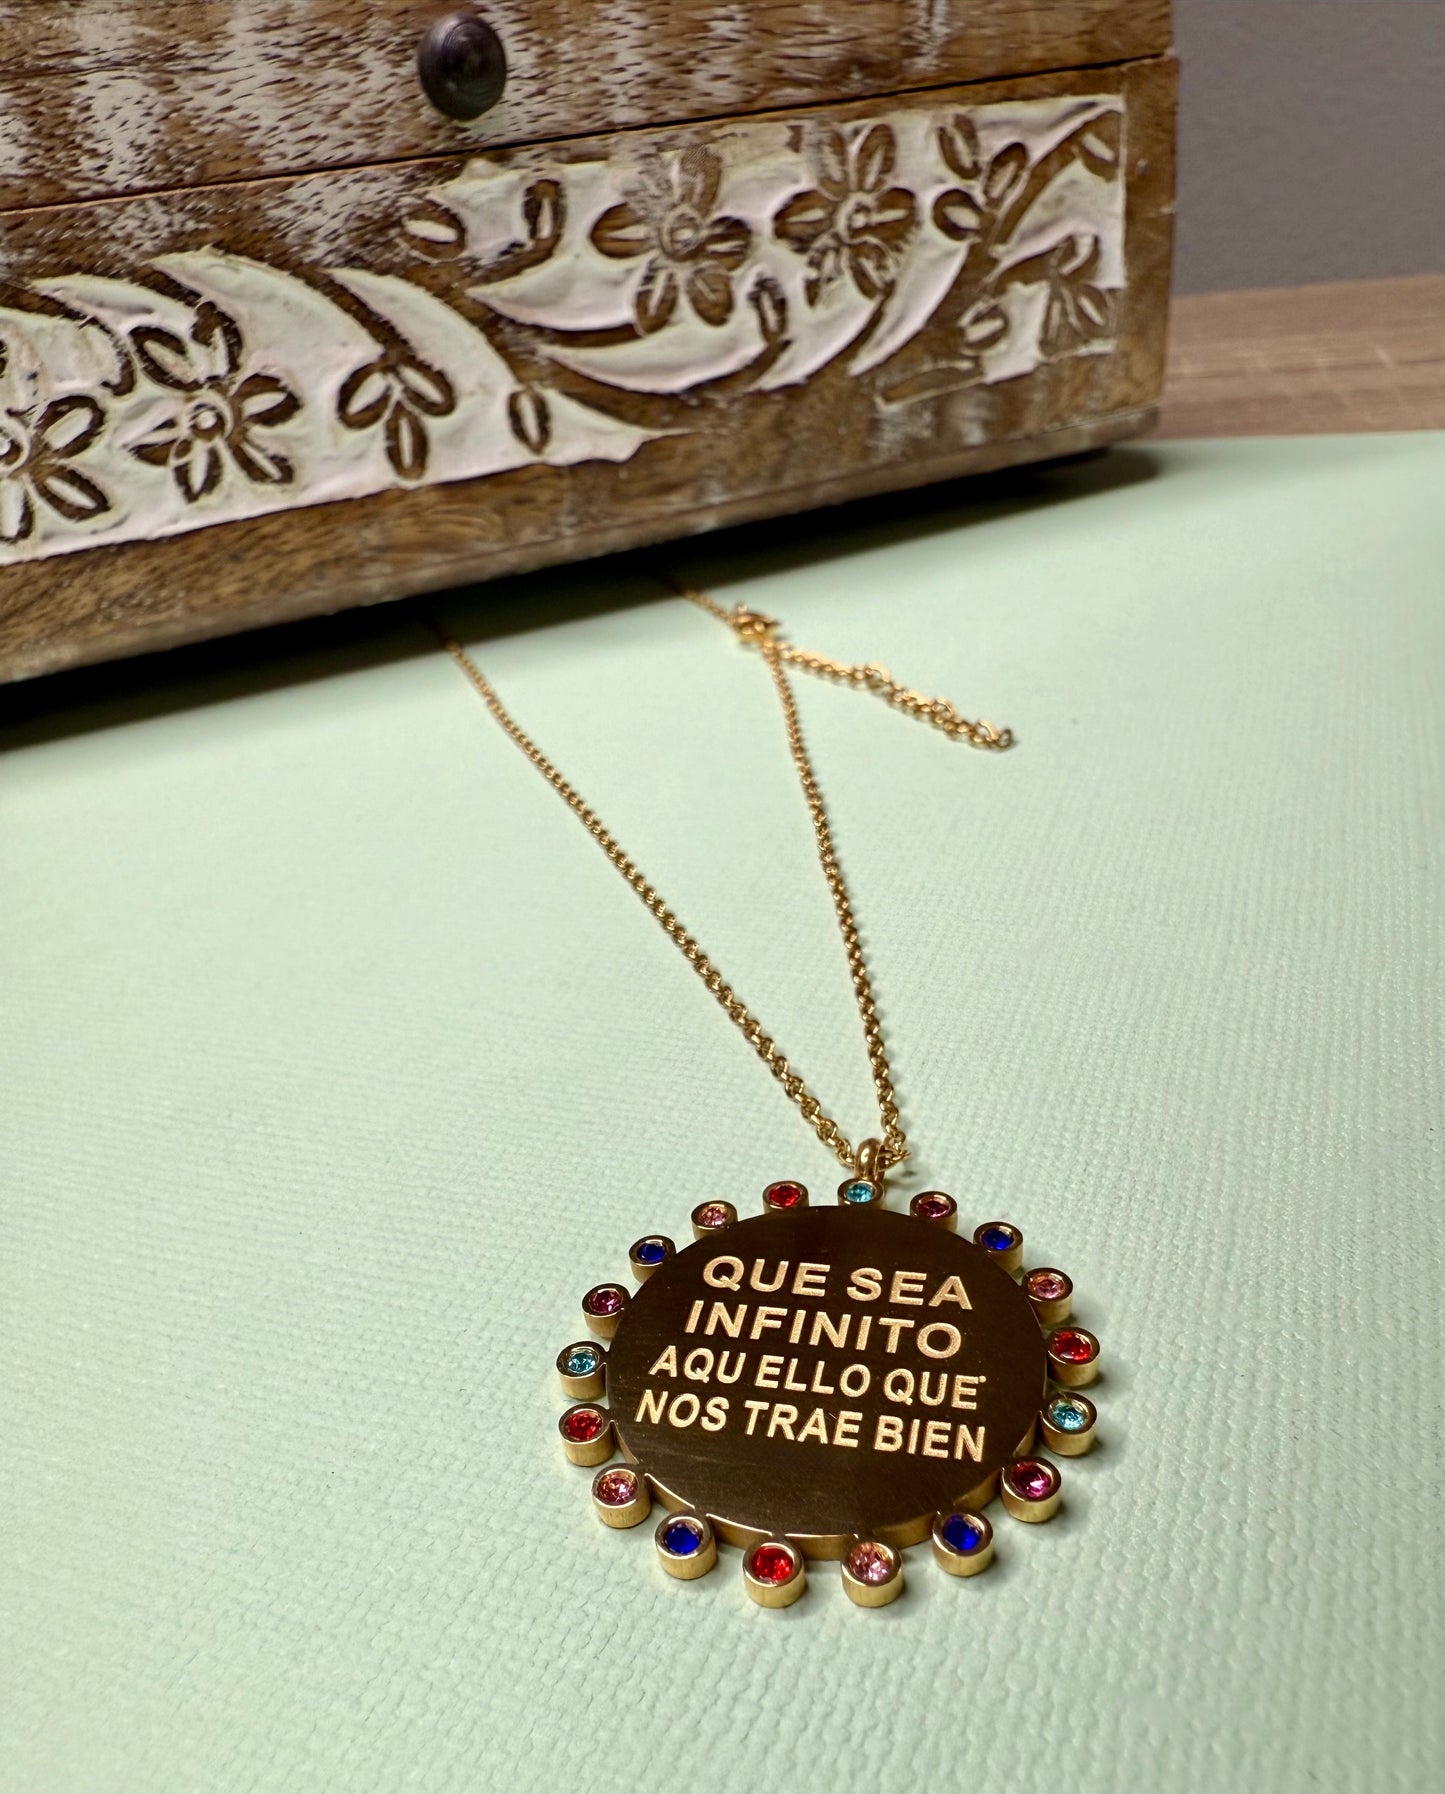 QUE SEA
INFINITO
AQU ELLO QUE
NOS TRAE BIEN